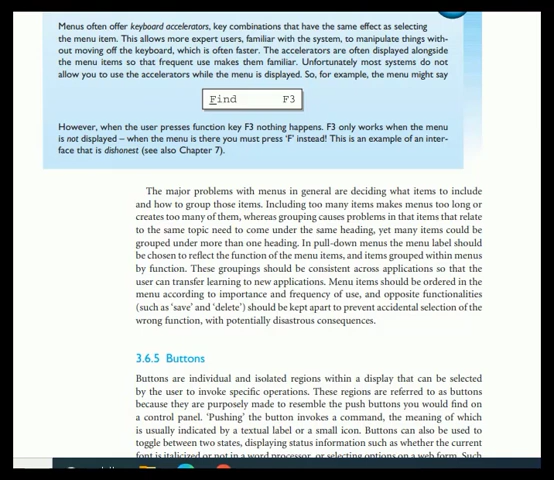 Menus often offer keyboard accelerators, key combinations that have the same effect as selecting
the menu item. This allows more expert users, familiar with the system, to manipulate things with-
out moving off the keyboard, which is often faster. The accelerators are often displayed alongside
the menu items so that frequent use makes them familiar. Unfortunately most systems do not
allow you to use the accelerators while the menu is displayed. So, for example, the menu might say
Find F3
However, when the user presses function key F3 nothing happens. F3 only works when the menu
is not displayed – when the menu is there you must press 'F' instead! This is an example of an inter-
face that is dishonest (see also Chapter 7).
The major problems with menus in general are deciding what items to include
and how to group those items. Including too many items makes menus too long or
creates too many of them, whereas grouping causes problems in that items that relate
to the same topic need to come under the same heading, yet many items could be
grouped under more than one heading. In pull-down menus the menu label should
be chosen to reflect the function of the menu items, and items grouped within menus
by function. These groupings should be consistent across applications so that the
user can transfer learning to new applications. Menu items should be ordered in the
menu according to importance and frequency of use, and opposite functionalities
(such as 'save' and 'delete') should be kept apart to prevent accidental selection of the
wrong function, with potentially disastrous consequences.
3.6.5 Buttons
Buttons are individual and isolated regions within a display that can be selected
by the user to invoke specific operations. These regions are referred to as buttons
because they are purposely made to resemble the push buttons you would find on
a control panel. 'Pushing' the button invokes a command, the meaning of which
is usually indicated by a textual label or a small icon. Buttons can also be used to
toggle between two states, displaying status information such as whether the current
font is italicized or not in a word processor, or selecting options on a web form. Such